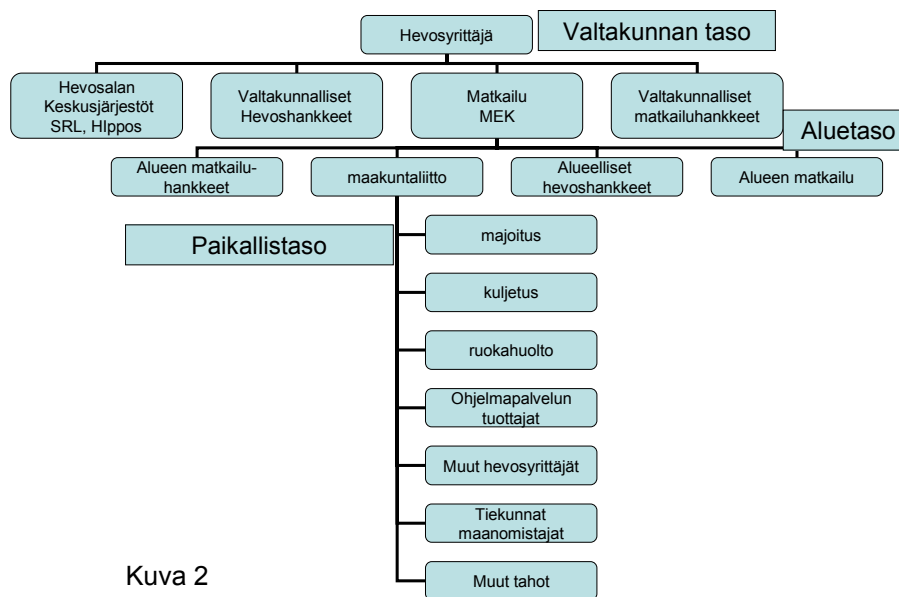 Hevosyrittäjä
Valtakunnan taso
Hevosalan
Keskusjärjestöt
SRL, HIppos
Valtakunnalliset
Hevoshankkeet
Matkailu
MEK
Valtakunnalliset
matkailuhankkeet
Aluetaso
Alueen matkailu-
hankkeet
maakuntaliitto
Alueelliset
hevoshankkeet
Alueen matkailu
Paikallistaso
majoitus
kuljetus
ruokahuolto
Ohjelmapalvelun
tuottajat
Muut hevosyrittäjät
Tiekunnat
maanomistajat
Muut tahot
Kuva 2